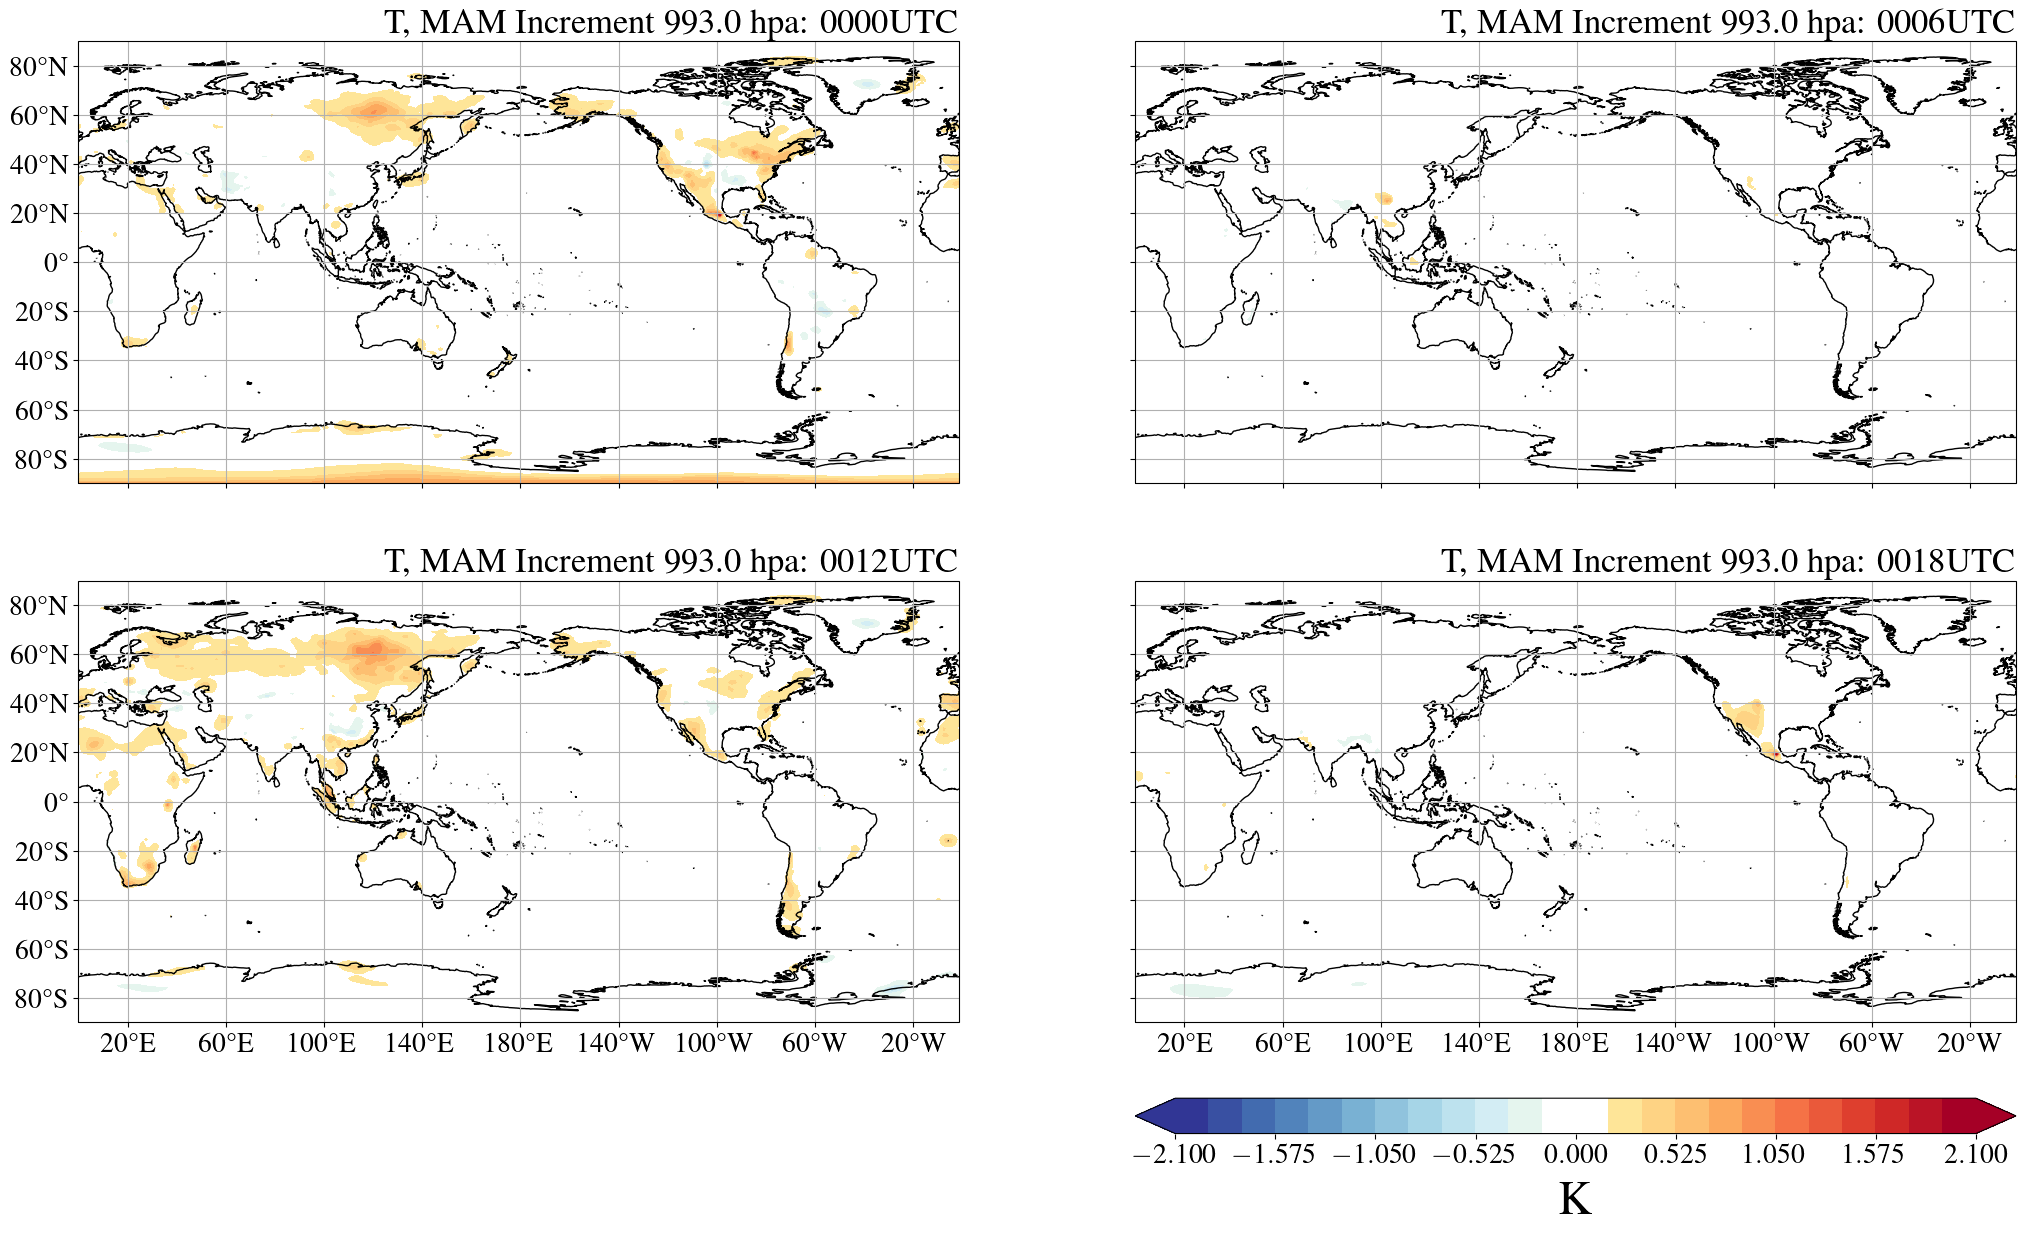 T, MAM Increment 993.0 hpa: 0000UTC
T, MAM Increment 993.0 hpa: 0006UTC
80°N
60°N
40°N
20°N
0°
20°S
40°S
60°S
80°S
T, MAM Increment 993.0 hpa: 0012UTC
T, MAM Increment 993.0 hpa: 0018UTC
80°N
60°N
40°N
20°N
0°
20°S
40°S
60°S
80°S
20°E 60°E 100°E 140°E 180°E 140°W 100°W 60°W 20°W
20°E 60°E 100°E 140°E 180°E 140°W 100°W 60°W 20°W
−2.100 −1.575 −1.050 −0.525 0.000 0.525 1.050 1.575 2.100
K